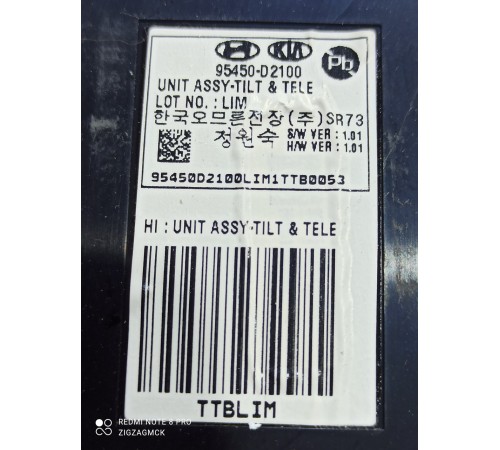 KIA
95450-D2100
Pb
UNIT ASSY-TILT & TELE
LOT NO. : LIM
한국오므론전장(주)SR73
정원숙
S/W VER : 1.01
H/W VER : 1.01
95450D2100LIM1TTB0053
HI : UNIT ASSY-TILT & TELE
TTBLIM
REDMI NOTE 8 PRO
ZIGZAGMCK